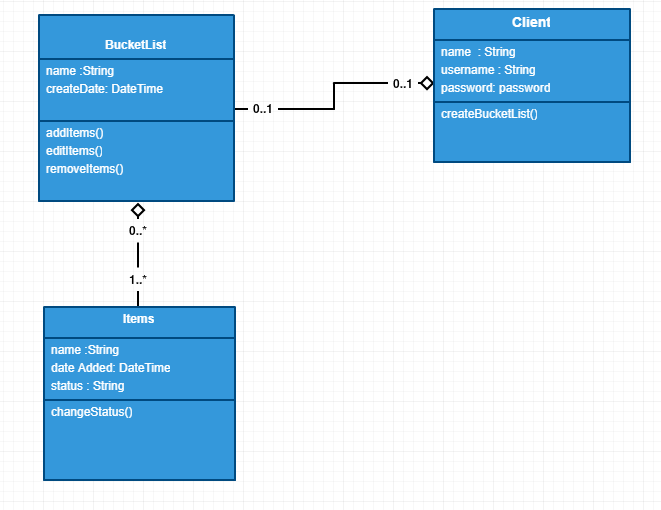 BucketList
name :String
createDate: DateTime
addItems()
editItems()
removeItems()
0..1
0..1
Client
name : String
username : String
password: password
createBucketList()
0..*
1..*
Items
name :String
date Added: DateTime
status : String
changeStatus()